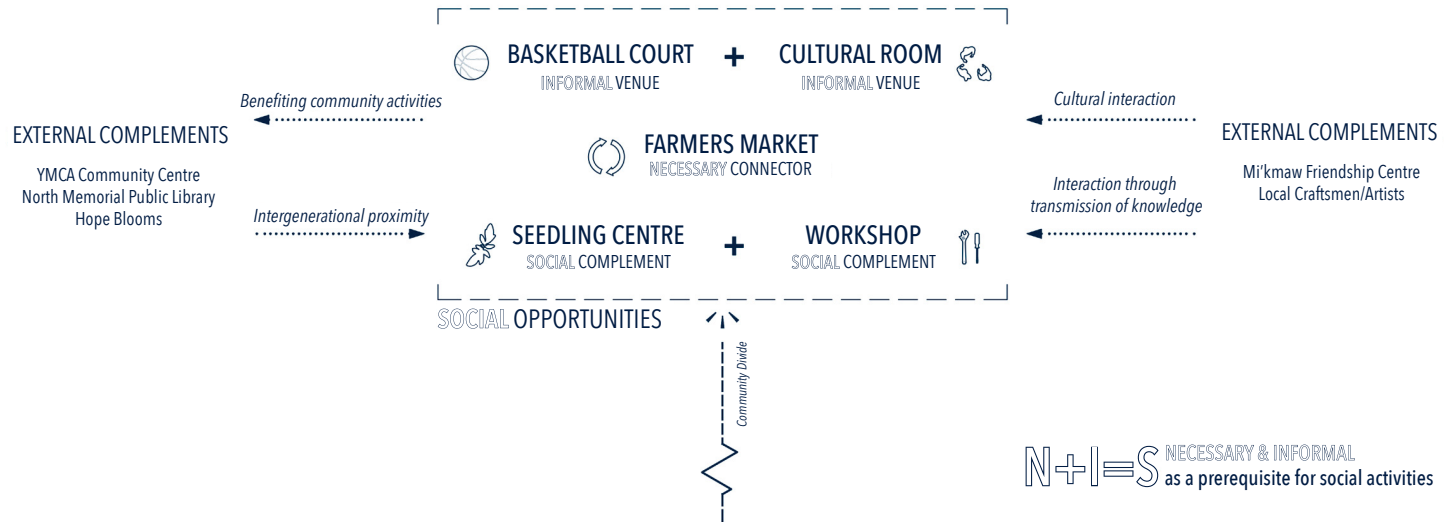 BASKETBALL COURT + CULTURAL ROOM
INFORMAL VENUE INFORMAL VENUE
Benefiting community activities
Cultural interaction
EXTERNAL COMPLEMENTS
YMCA Community Centre
North Memorial Public Library
Hope Blooms
FARMERS MARKET
NECESSARY CONNECTOR
EXTERNAL COMPLEMENTS
Mi'kmaw Friendship Centre
Local Craftsmen/Artists
Intergenerational proximity
Interaction through
transmission of knowledge
SEEDLING CENTRE + WORKSHOP
SOCIAL COMPLEMENT SOCIAL COMPLEMENT
SOCIAL OPPORTUNITIES
Community Divide
N+I=S NECESSARY & INFORMAL
as a prerequisite for social activities